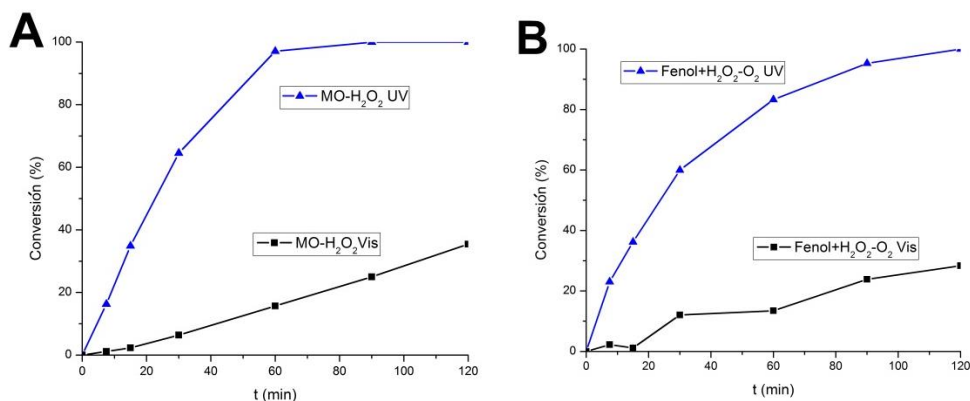 A
100
80
60
40
20
0
Conversión (%)
MO-H₂O₂ UV
MO-H₂O₂Vis
0 20 40 60 80 100 120
t (min)
B
100
80
60
40
20
0
Conversión (%)
Fenol+H₂O₂-O₂ UV
Fenol+H₂O₂-O₂ Vis
0 20 40 60 80 100 120
t (min)